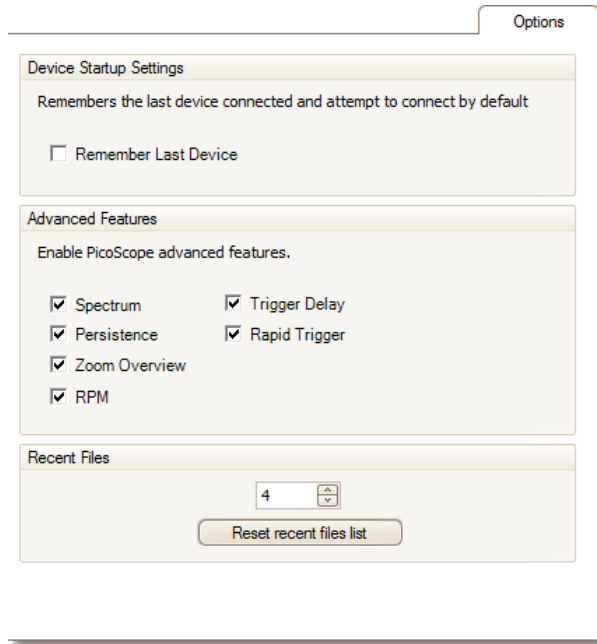 Options
Device Startup Settings
Remembers the last device connected and attempt to connect by default
Remember Last Device
Advanced Features
Enable PicoScope advanced features.
Spectrum Trigger Delay
Persistence Rapid Trigger
Zoom Overview
RPM
Recent Files
4
Reset recent files list